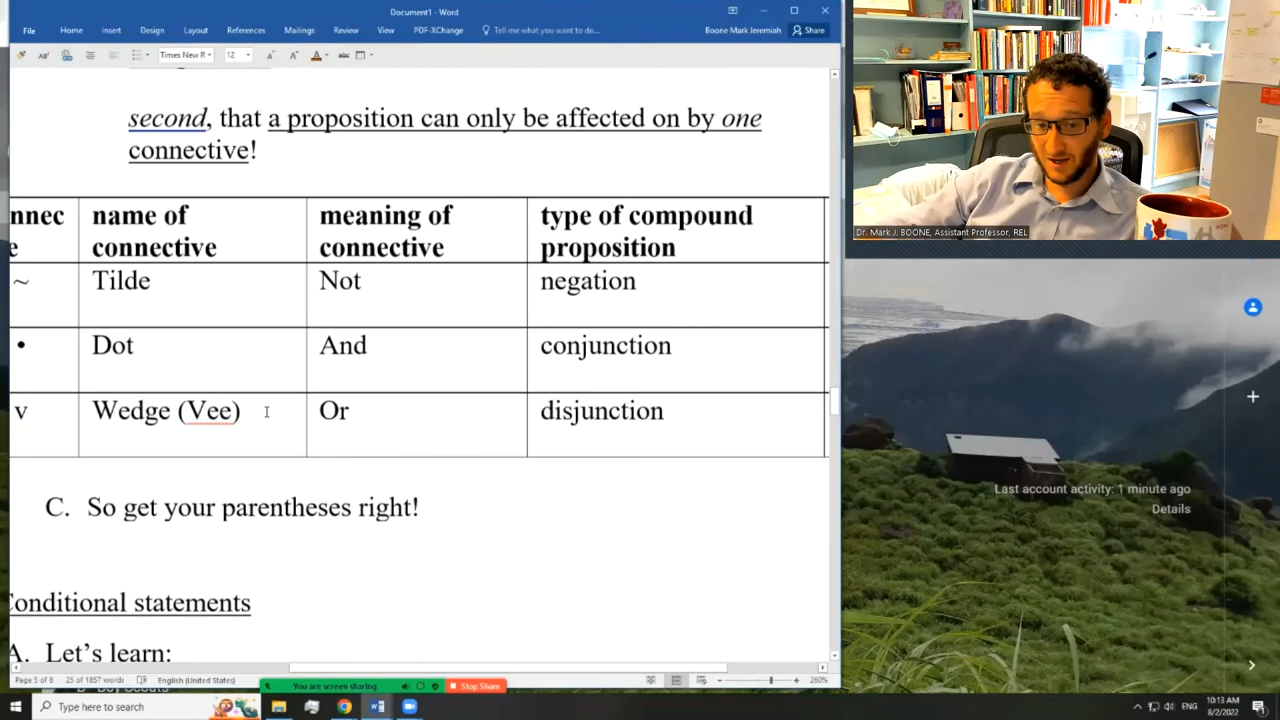 Document1 - Word
File Home Insert Design Layout References Mailings Review View PDF-XChange Tell me what you want to do... Boone Mark Jeremiah Share
Times New R 12
second, that a proposition can only be affected on by one
connective!
nnec name of meaning of type of compound
e connective connective proposition
~ Tilde Not negation
• Dot And conjunction
v Wedge (Vee) Or disjunction
C. So get your parentheses right!
Conditional statements
A. Let's learn:
Dr. Mark J. BOONE, Assistant Professor, REL
Last account activity: 1 minute ago
Details
Page 5 of 8 25 of 1857 words English (United States) 260%
You are screen sharing Stop Share
Type here to search
ENG
10:13 AM
8/2/2022